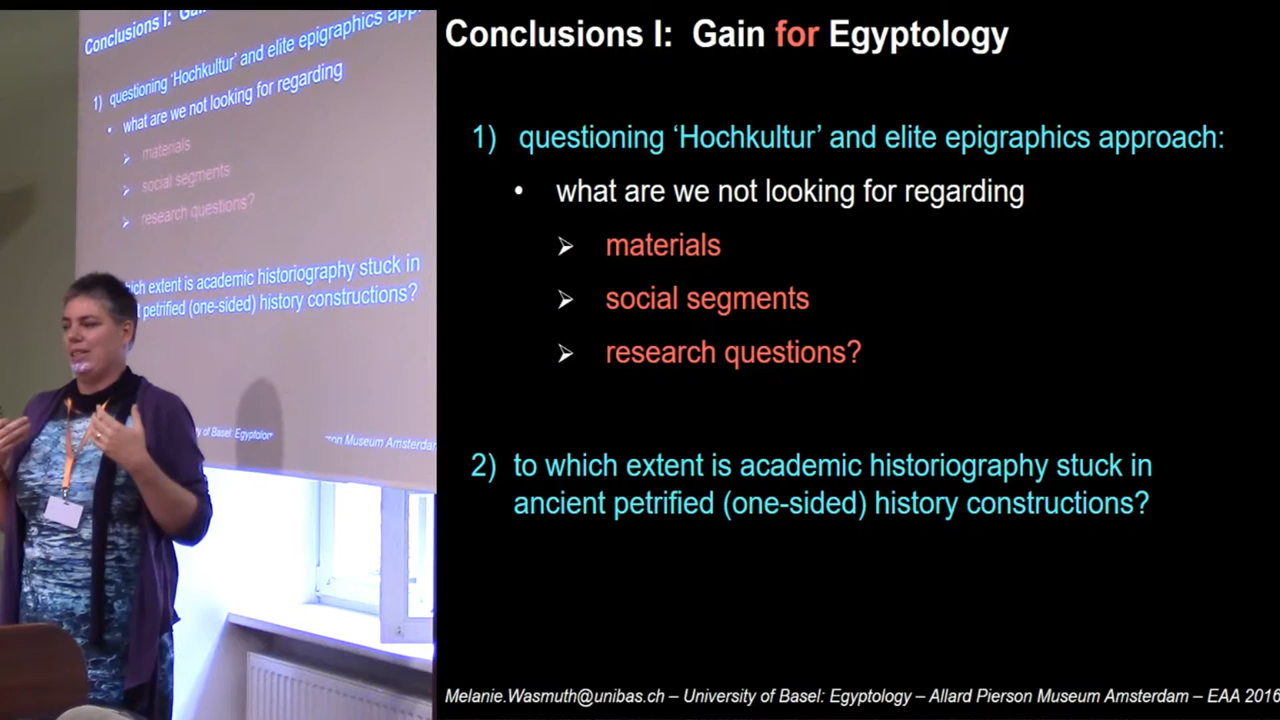 Conclusions I: Gain for Egyptology
1) questioning ‘Hochkultur’ and elite epigraphics approach:
• what are we not looking for regarding
➢ materials
➢ social segments
➢ research questions?
2) to which extent is academic historiography stuck in
ancient petrified (one-sided) history constructions?
Melanie.Wasmuth@unibas.ch – University of Basel: Egyptology – Allard Pierson Museum Amsterdam – EAA 2016
Conclusions I:
1) questioning ‘Hochkultur’ and elite epigraphics
• what are we not looking for regarding
➢ materials
➢ social segments
➢ research questions?
extent is academic historiography stuck in
petrified (one-sided) history constructions?
of Basel: Egyptology Museum Amsterdam